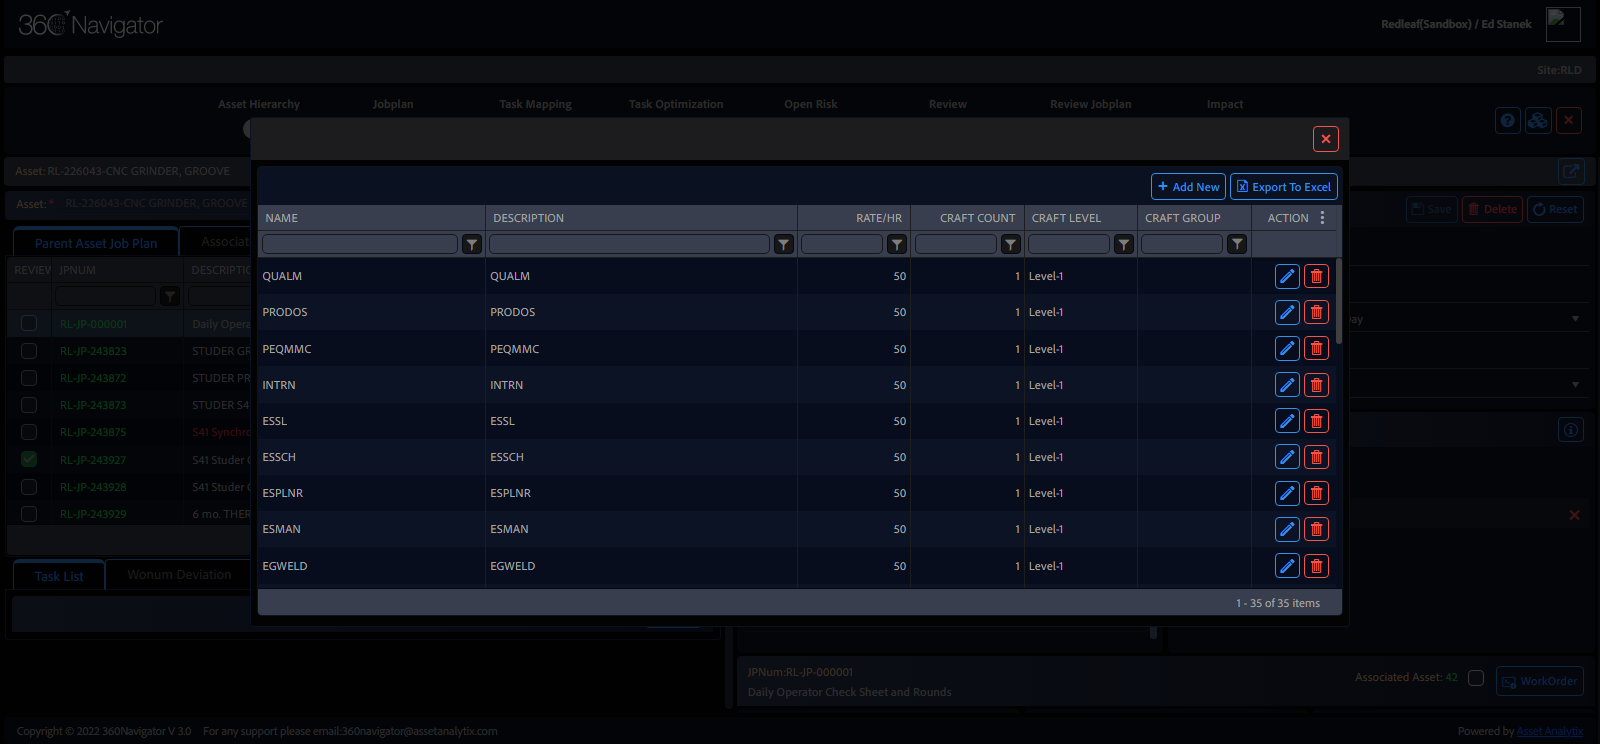 360 Navigator
Redleaf(Sandbox) / Ed Stanek
Site:RLD
Asset Hierarchy Jobplan Task Mapping Task Optimization Open Risk Review Review Jobplan Impact
Asset: RL-226043-CNC GRINDER, GROOVE
Asset: * RL-226043-CNC GRINDER, GROOVE
Save Delete Reset
Parent Asset Job Plan Associat
REVIEW JPNUM DESCRIPTIO
RL-JP-000001 Daily Opera
RL-JP-243823 STUDER GR
RL-JP-243872 STUDER PR
RL-JP-243873 STUDER S4
RL-JP-243875 S41 Synchro
RL-JP-243927 S41 Studer
RL-JP-243928 S41 Studer
RL-JP-243929 6 mo. THER
Task List Wonum Deviation
ay
+ Add New Export To Excel
NAME DESCRIPTION RATE/HR CRAFT COUNT CRAFT LEVEL CRAFT GROUP ACTION
QUALM QUALM 50 1 Level-1
PRODOS PRODOS 50 1 Level-1
PEQMMC PEQMMC 50 1 Level-1
INTRN INTRN 50 1 Level-1
ESSL ESSL 50 1 Level-1
ESSCH ESSCH 50 1 Level-1
ESPLNR ESPLNR 50 1 Level-1
ESMAN ESMAN 50 1 Level-1
EGWELD EGWELD 50 1 Level-1
1 - 35 of 35 items
JPNum:RL-JP-000001
Daily Operator Check Sheet and Rounds
Associated Asset: 42 WorkOrder
Copyright © 2022 360Navigator V 3.0 For any support please email:360navigator@assetanalytix.com
Powered by Asset Analytix